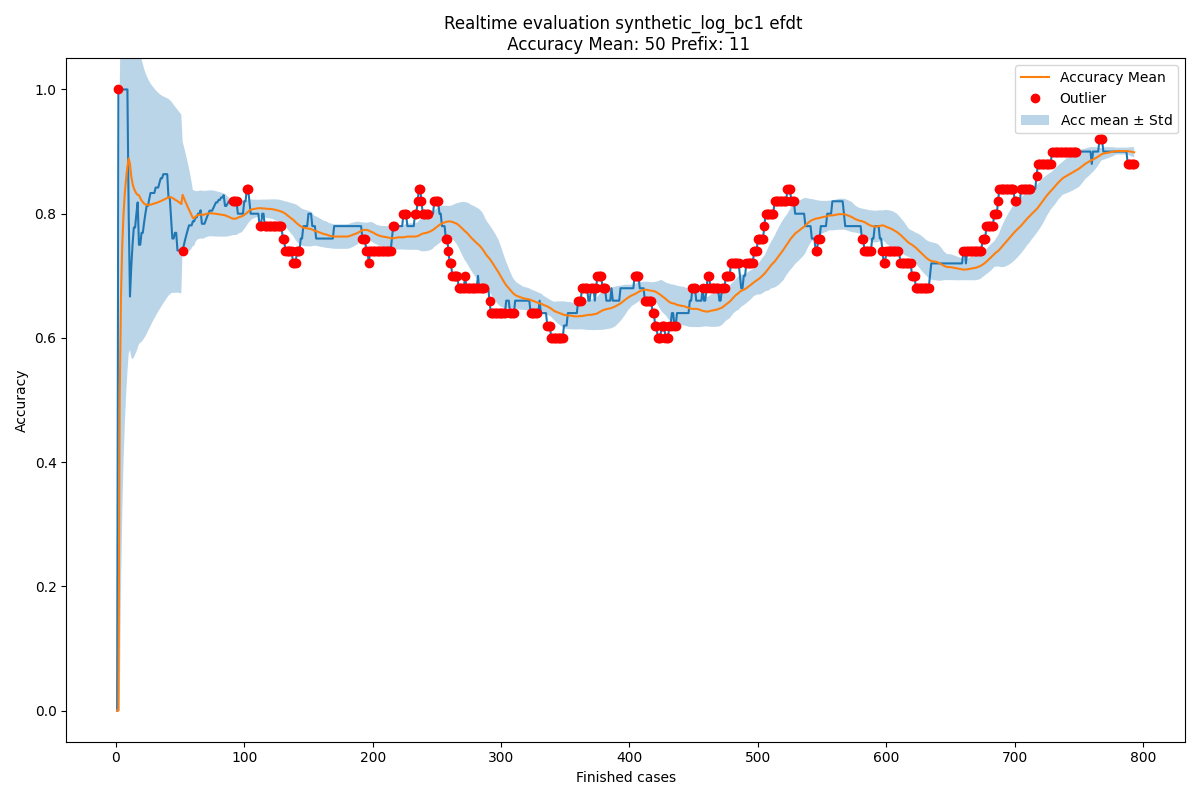 Realtime evaluation synthetic_log_bc1 efdt
Accuracy Mean: 50 Prefix: 11
Accuracy Mean
Outlier
Acc mean ± Std
1.0
0.8
0.6
0.4
0.2
0.0
Accuracy
0 100 200 300 400 500 600 700 800
Finished cases